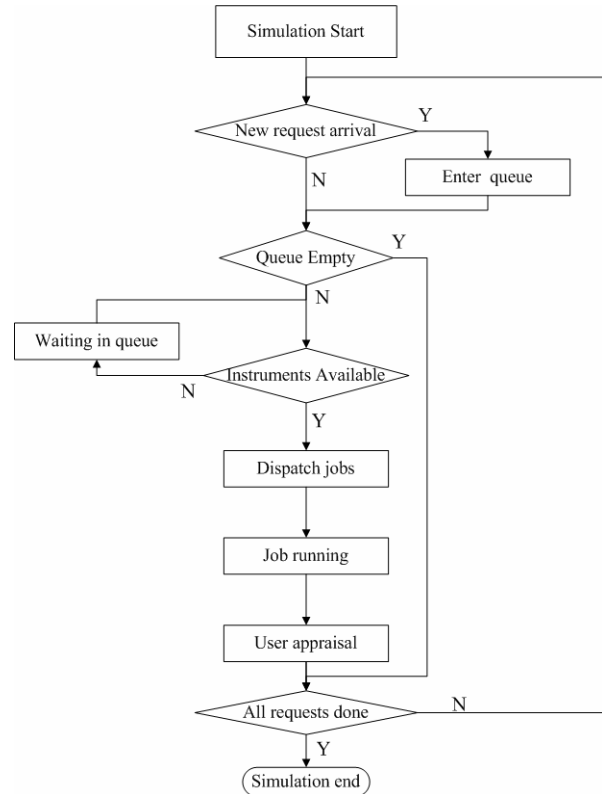 Simulation Start
New request arrival
Y
Enter queue
N
Queue Empty
Y
N
Waiting in queue
Instruments Available
N
Y
Dispatch jobs
Job running
User appraisal
All requests done
N
Y
Simulation end